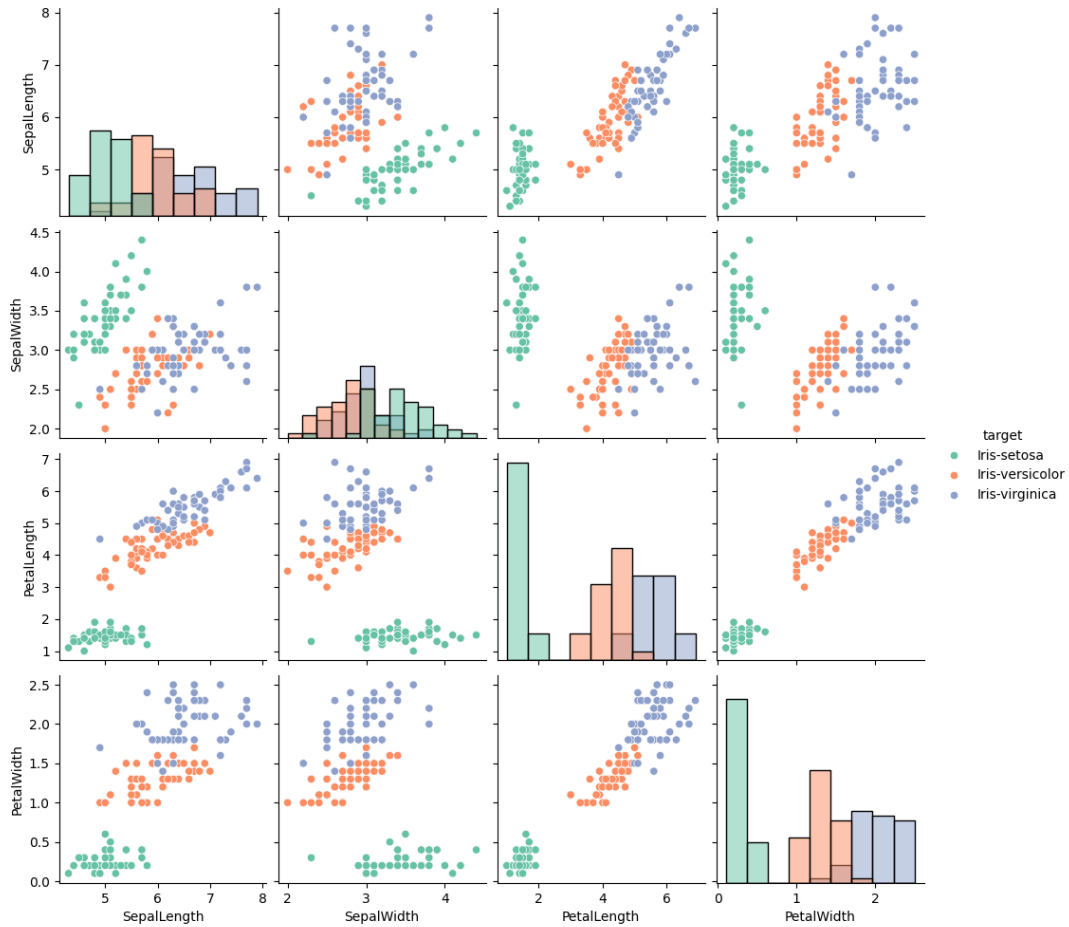 8
7
6
5
SepalLength
4.5
4.0
3.5
3.0
2.5
2.0
SepalWidth
target
Iris-setosa
Iris-versicolor
Iris-virginica
7
6
5
4
3
2
1
PetalLength
2.5
2.0
1.5
1.0
0.5
0.0
PetalWidth
5 6 7 8
2 3 4
2 4 6
0 1 2
SepalLength
SepalWidth
PetalLength
PetalWidth